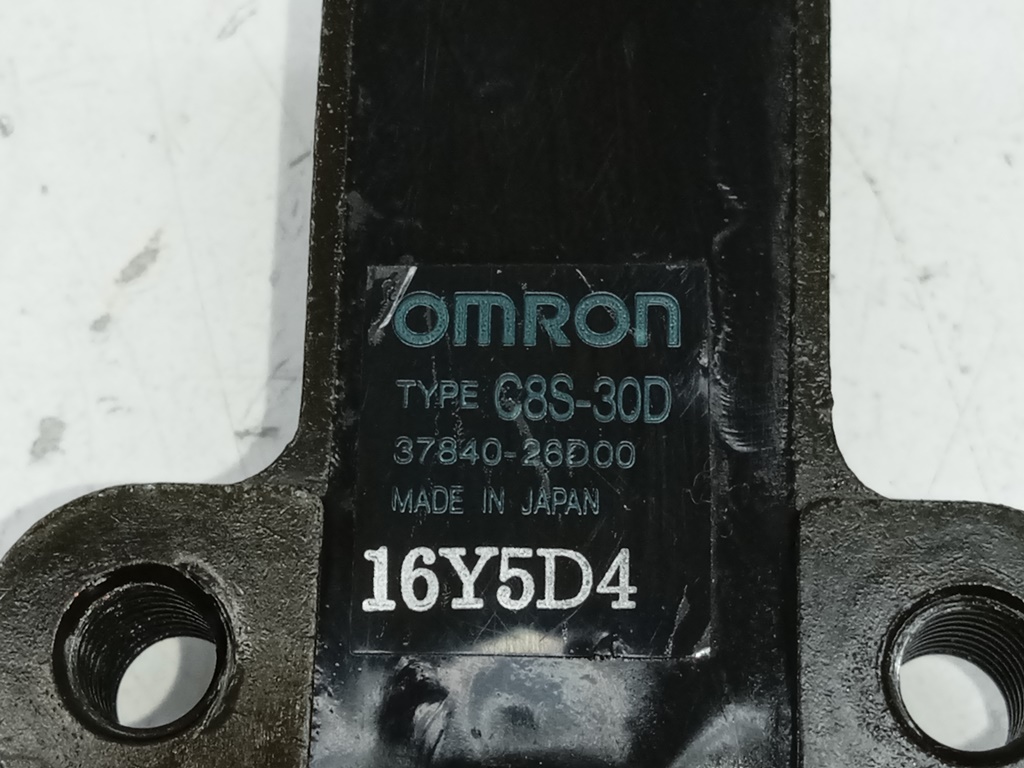 OMRON
TYPE C8S-30D
37840-26D00
MADE IN JAPAN
16Y5D4